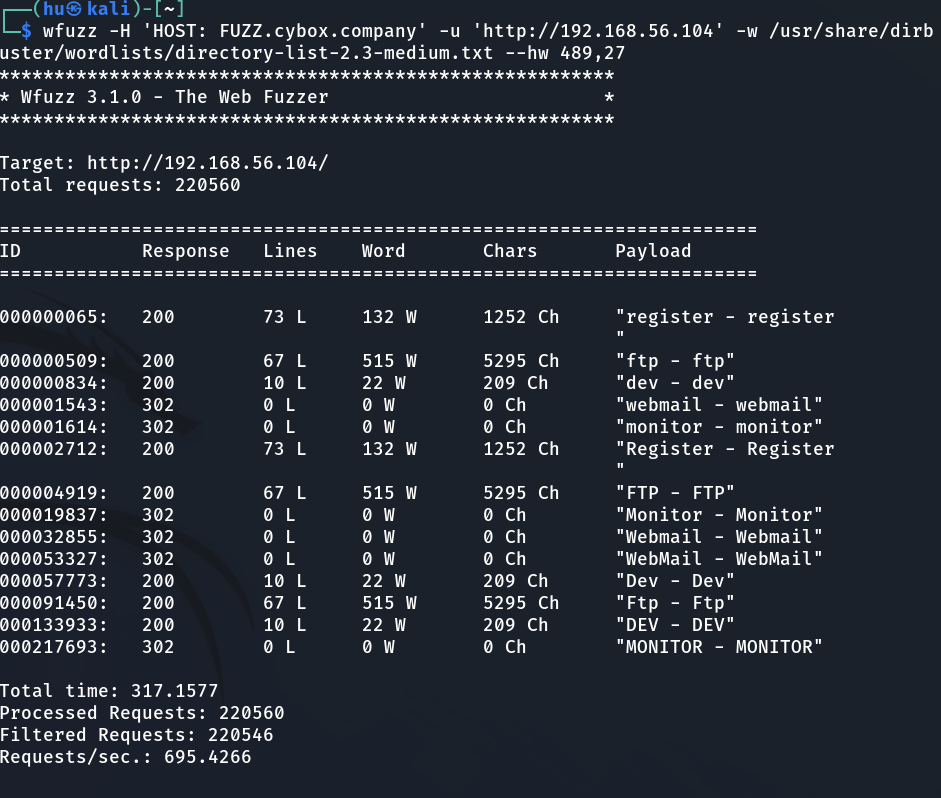 ┌──(hu㉿kali)-[~]
└─$ wfuzz -H 'HOST: FUZZ.cybox.company' -u 'http://192.168.56.104' -w /usr/share/dirb
uster/wordlists/directory-list-2.3-medium.txt --hw 489,27
********************************************************
* Wfuzz 3.1.0 - The Web Fuzzer                         *
********************************************************

Target: http://192.168.56.104/
Total requests: 220560

=====================================================================
ID           Response   Lines    Word       Chars       Payload
=====================================================================

000000065:   200        73 L     132 W      1252 Ch     "register - register
                                                        "
000000509:   200        67 L     515 W      5295 Ch     "ftp - ftp"
000000834:   200        10 L     22 W       209 Ch      "dev - dev"
000001543:   302        0 L      0 W        0 Ch        "webmail - webmail"
000001614:   302        0 L      0 W        0 Ch        "monitor - monitor"
000002712:   200        73 L     132 W      1252 Ch     "Register - Register
                                                        "
000004919:   200        67 L     515 W      5295 Ch     "FTP - FTP"
000019837:   302        0 L      0 W        0 Ch        "Monitor - Monitor"
000032855:   302        0 L      0 W        0 Ch        "Webmail - Webmail"
000053327:   302        0 L      0 W        0 Ch        "WebMail - WebMail"
000057773:   200        10 L     22 W       209 Ch      "Dev - Dev"
000091450:   200        67 L     515 W      5295 Ch     "Ftp - Ftp"
000133933:   200        10 L     22 W       209 Ch      "DEV - DEV"
000217693:   302        0 L      0 W        0 Ch        "MONITOR - MONITOR"

Total time: 317.1577
Processed Requests: 220560
Filtered Requests: 220546
Requests/sec.: 695.4266